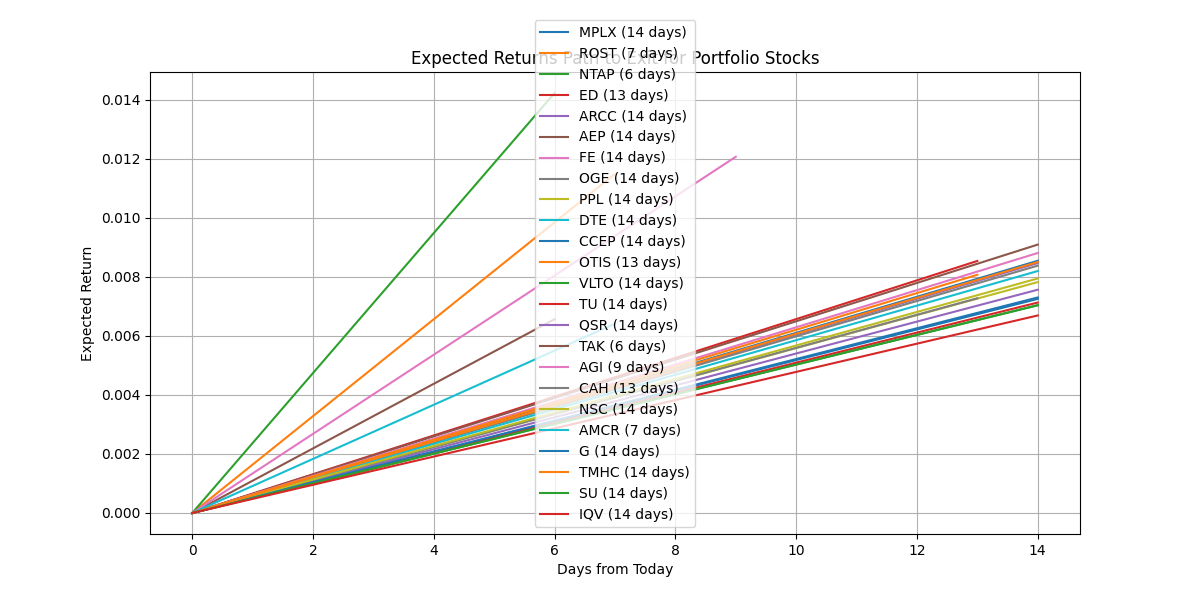 Expected Returns Path to Exit for Portfolio Stocks
MPLX (14 days)
ROST (7 days)
NTAP (6 days)
ED (13 days)
ARCC (14 days)
AEP (14 days)
FE (14 days)
OGE (14 days)
PPL (14 days)
DTE (14 days)
CCEP (14 days)
OTIS (13 days)
VLTO (14 days)
TU (14 days)
QSR (14 days)
TAK (6 days)
AGI (9 days)
CAH (13 days)
NSC (14 days)
AMCR (7 days)
G (14 days)
TMHC (14 days)
SU (14 days)
IQV (14 days)
Expected Return
0.014
0.012
0.010
0.008
0.006
0.004
0.002
0.000
0 2 4 6 8 10 12 14
Days from Today